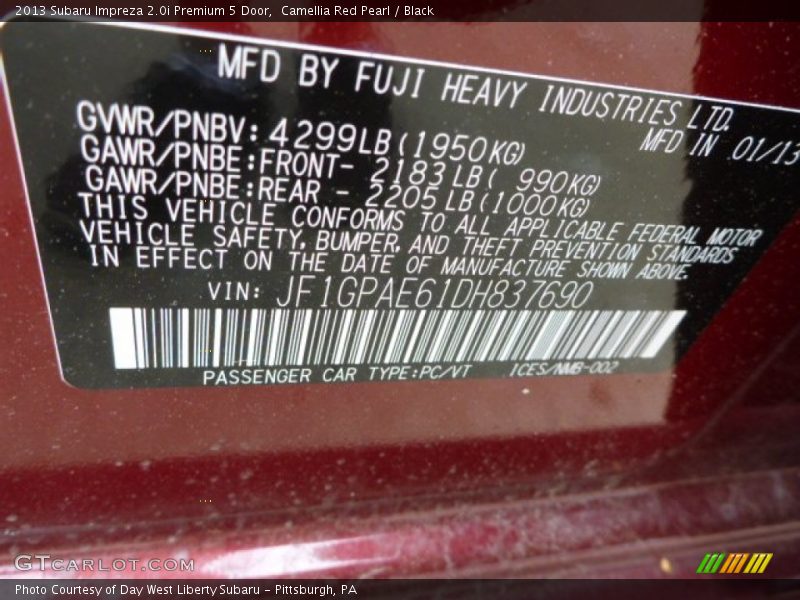 2013 Subaru Impreza 2.0i Premium 5 Door,  Camellia Red Pearl / Black
MFD BY FUJI HEAVY INDUSTRIES LTD.
MFD IN 01/13
GVWR/PNBV: 4299LB (1950KG)
GAWR/PNBE:FRONT- 2183 LB ( 990KG)
GAWR/PNBE:REAR - 2205 LB (1000KG)
THIS VEHICLE CONFORMS TO ALL APPLICABLE FEDERAL MOTOR
VEHICLE SAFETY, BUMPER, AND THEFT PREVENTION STANDARDS
IN EFFECT ON THE DATE OF MANUFACTURE SHOWN ABOVE.
VIN: JF1GPAE61DH837690
PASSENGER CAR TYPE:PC/VT ICES/NMB-002
GTCARLOT.COM
Photo Courtesy of Day West Liberty Subaru - Pittsburgh, PA